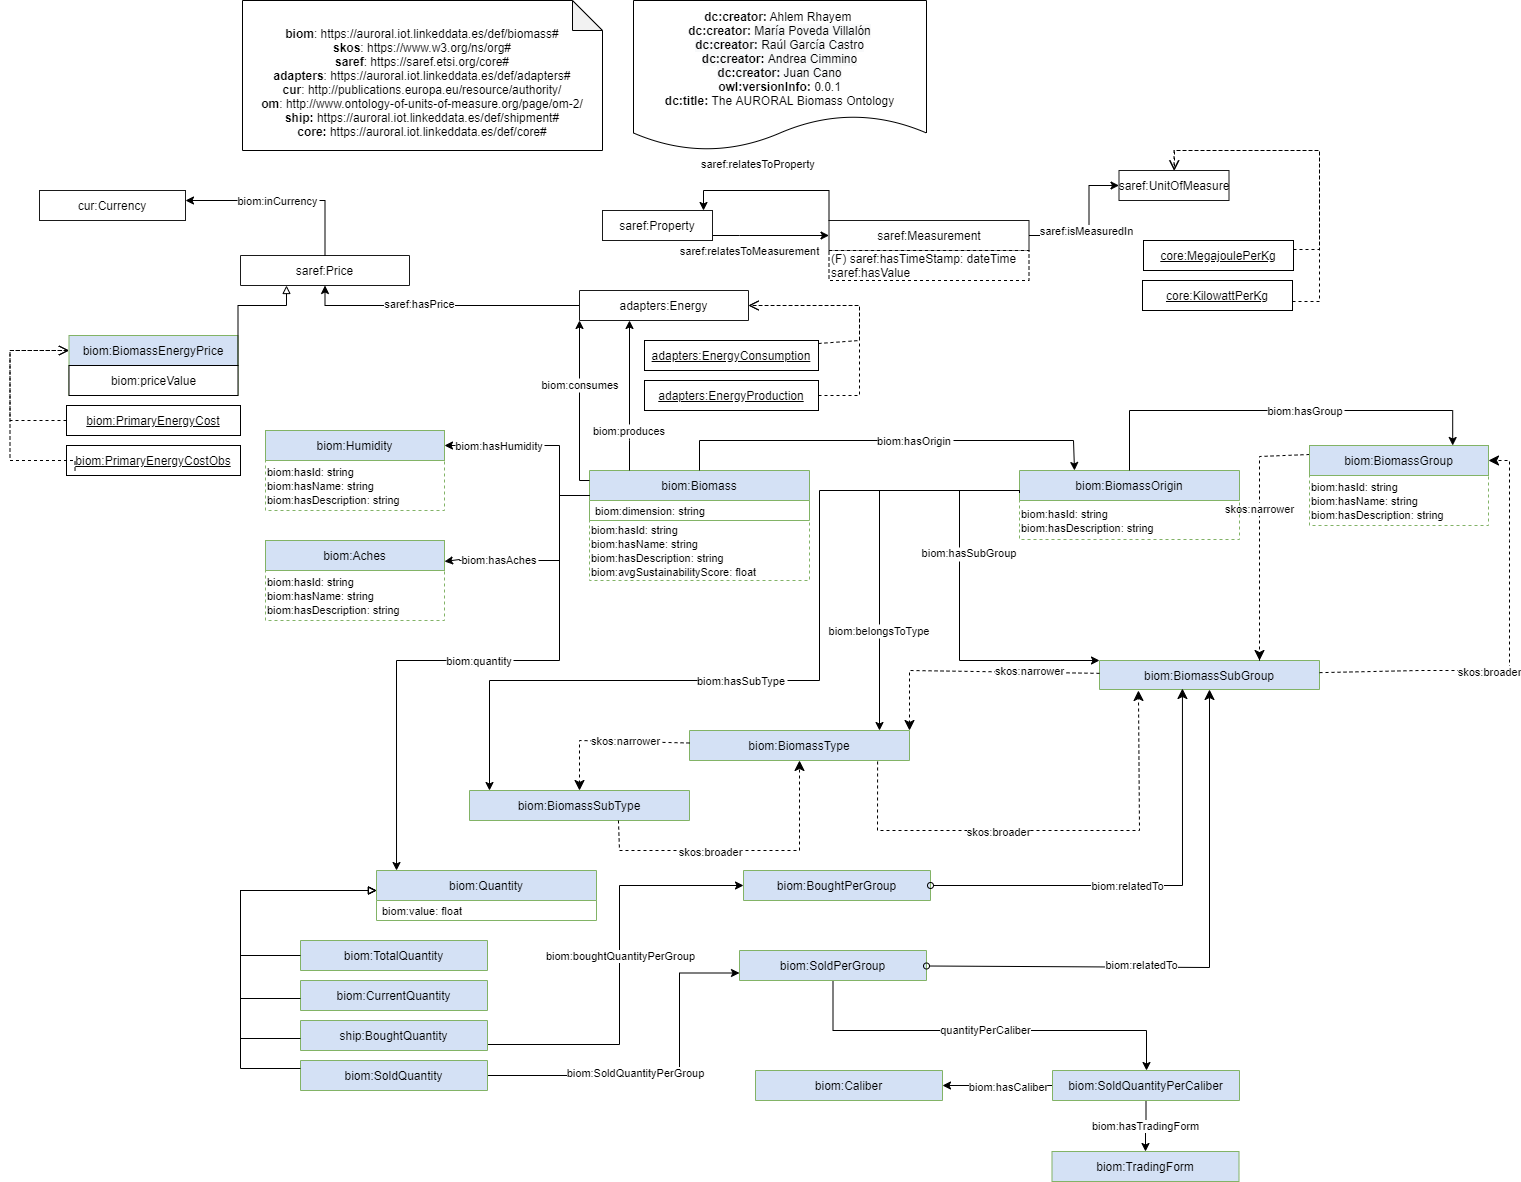 biom: https://auroral.iot.linkeddata.es/def/biomass#
skos: https://www.w3.org/ns/org#
saref: https://saref.etsi.org/core#
adapters: https://auroral.iot.linkeddata.es/def/adapters#
cur: http://publications.europa.eu/resource/authority/
om: http://www.ontology-of-units-of-measure.org/page/om-2/
ship: https://auroral.iot.linkeddata.es/def/shipment#
core: https://auroral.iot.linkeddata.es/def/core#
dc:creator: Ahlem Rhayem
dc:creator: María Poveda Villalón
dc:creator: Raúl García Castro
dc:creator: Andrea Cimmino
dc:creator: Juan Cano
owl:versionInfo: 0.0.1
dc:title: The AURORAL Biomass Ontology
saref:relatesToProperty
cur:Currency
biom:inCurrency
saref:Property
saref:Measurement
saref:UnitOfMeasure
saref:isMeasuredIn
saref:relatesToMeasurement
(F) saref:hasTimeStamp: dateTime
saref:hasValue
core:MegajoulePerKg
core:KilowattPerKg
saref:Price
saref:hasPrice
adapters:Energy
adapters:EnergyConsumption
adapters:EnergyProduction
biom:BiomassEnergyPrice
biom:priceValue
biom:PrimaryEnergyCost
biom:PrimaryEnergyCostObs
biom:consumes
biom:produces
biom:Humidity
biom:hasId: string
biom:hasName: string
biom:hasDescription: string
biom:hasHumidity
biom:Aches
biom:hasId: string
biom:hasName: string
biom:hasDescription: string
biom:hasAches
biom:Biomass
biom:dimension: string
biom:hasId: string
biom:hasName: string
biom:hasDescription: string
biom:avgSustainabilityScore: float
biom:hasOrigin
biom:BiomassOrigin
biom:hasId: string
biom:hasDescription: string
biom:hasGroup
biom:BiomassGroup
biom:hasId: string
biom:hasName: string
biom:hasDescription: string
skos:narrower
biom:hasSubGroup
biom:belongsToType
biom:quantity
biom:hasSubType
skos:narrower
biom:BiomassSubGroup
skos:broader
skos:narrower
biom:BiomassType
biom:BiomassSubType
skos:broader
skos:broader
biom:Quantity
biom:value: float
biom:BoughtPerGroup
biom:relatedTo
biom:TotalQuantity
biom:boughtQuantityPerGroup
biom:SoldPerGroup
biom:relatedTo
biom:CurrentQuantity
ship:BoughtQuantity
quantityPerCaliber
biom:SoldQuantity
biom:SoldQuantityPerGroup
biom:Caliber
biom:hasCaliber
biom:SoldQuantityPerCaliber
biom:hasTradingForm
biom:TradingForm